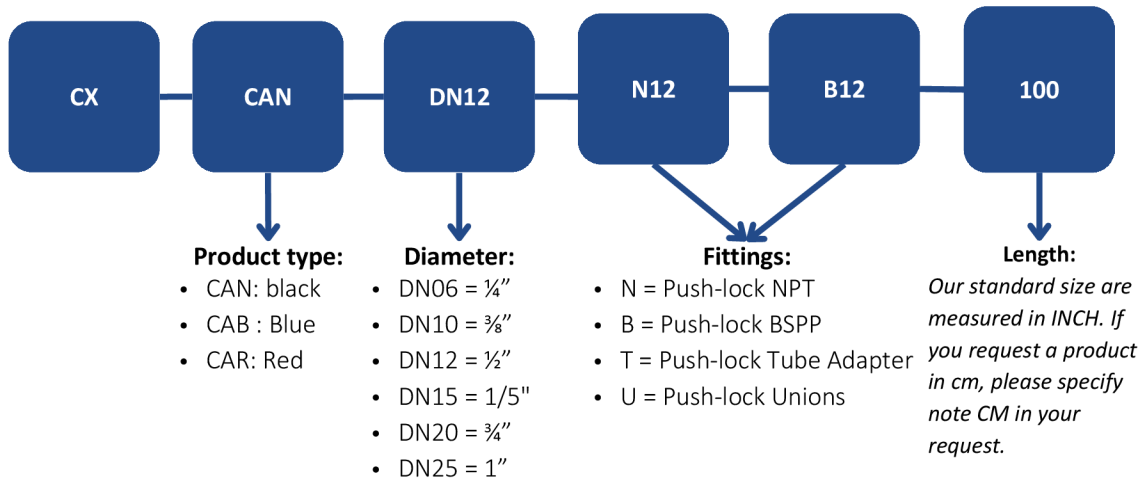 CX
CAN
DN12
N12
B12
100
Product type:
• CAN: black
• CAB : Blue
• CAR: Red
Diameter:
• DN06 = ¼”
• DN10 = ⅜”
• DN12 = ½”
• DN15 = 1/5"
• DN20 = ¾”
• DN25 = 1”
Fittings:
• N = Push-lock NPT
• B = Push-lock BSPP
• T = Push-lock Tube Adapter
• U = Push-lock Unions
Length:
Our standard size are
measured in INCH. If
you request a product
in cm, please specify
note CM in your
request.